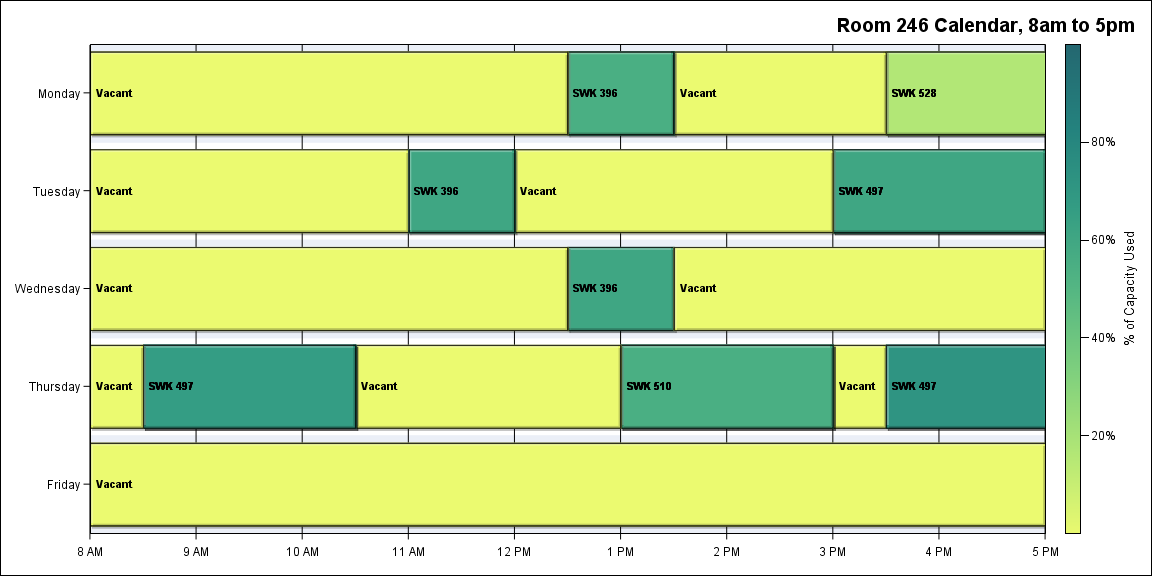 Room 246 Calendar, 8am to 5pm
Monday
Vacant
SWK 396
Vacant
SWK 528
Tuesday
Vacant
SWK 396
Vacant
SWK 497
Wednesday
Vacant
SWK 396
Vacant
Thursday
Vacant
SWK 497
Vacant
SWK 510
Vacant
SWK 497
Friday
Vacant
8 AM
9 AM
10 AM
11 AM
12 PM
1 PM
2 PM
3 PM
4 PM
5 PM
80%
60%
40%
20%
% of Capacity Used